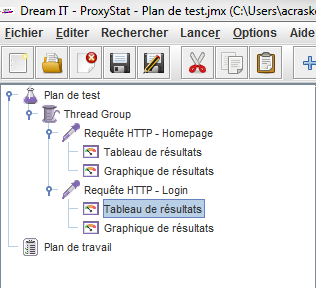 Dream IT - ProxyStat - Plan de test.jmx (C:\Users\acrask
Fichier Editer Rechercher Lancer Options Aide
Plan de test
Thread Group
Requête HTTP - Homepage
Tableau de résultats
Graphique de résultats
Requête HTTP - Login
Tableau de résultats
Graphique de résultats
Plan de travail